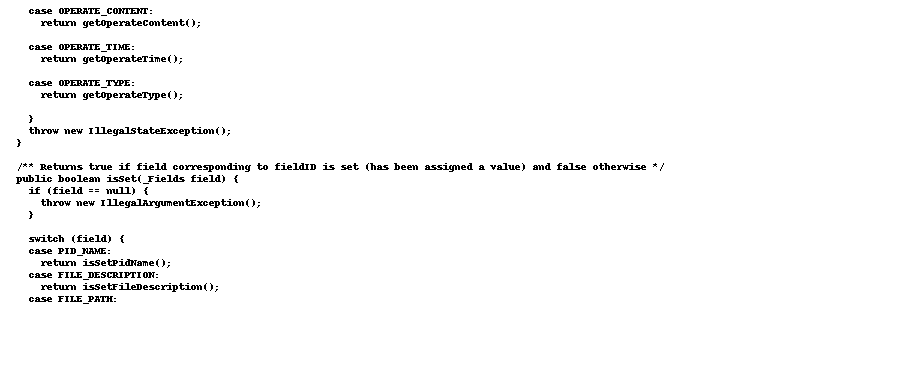 case OPERATE_CONTENT:
return getOperateContent();
case OPERATE_TIME:
return getOperateTime();
case OPERATE_TYPE:
return getOperateType();
}
throw new IllegalStateException();
}
/** Returns true if field corresponding to fieldID is set (has been assigned a value) and false otherwise */
public boolean isSet(_Fields field) {
if (field == null) {
throw new IllegalArgumentException();
}
switch (field) {
case PID_NAME:
return isSetPidName();
case FILE_DESCRIPTION:
return isSetFileDescription();
case FILE_PATH: